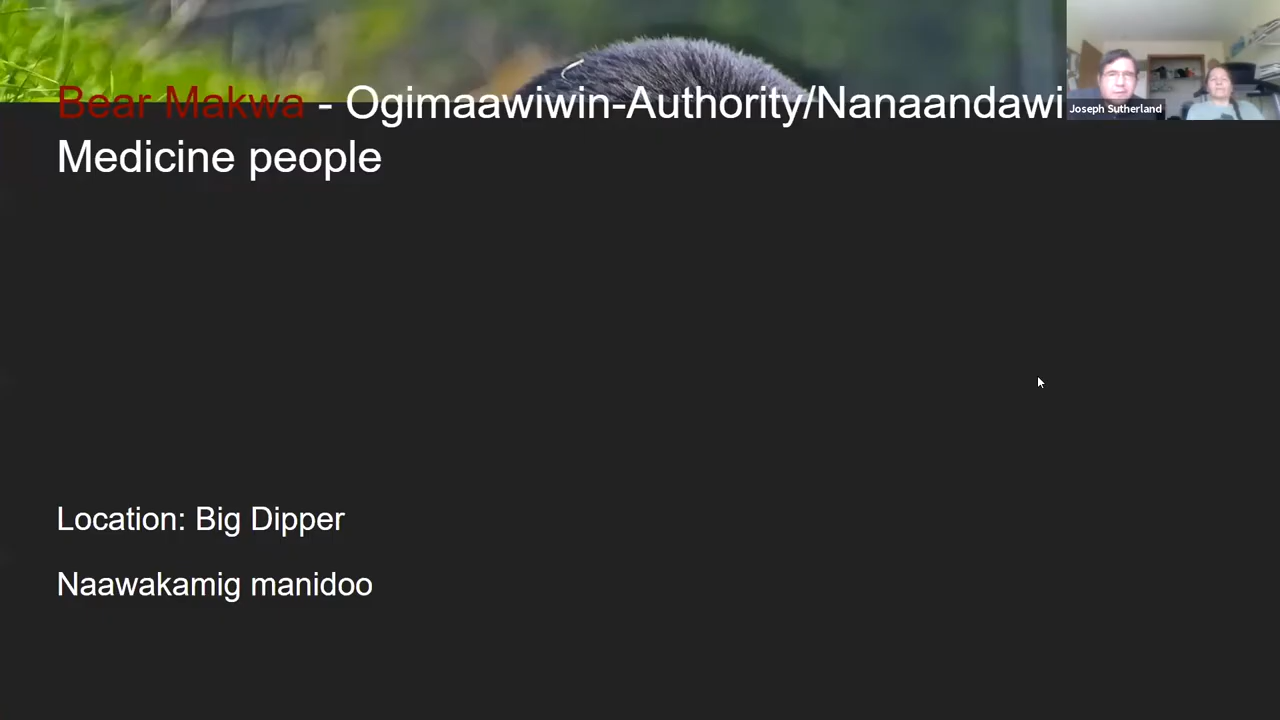 Bear Makwa - Ogimaawiwin-Authority/Nanaandawi
Medicine people
Joseph Sutherland
Location: Big Dipper
Naawakamig manidoo